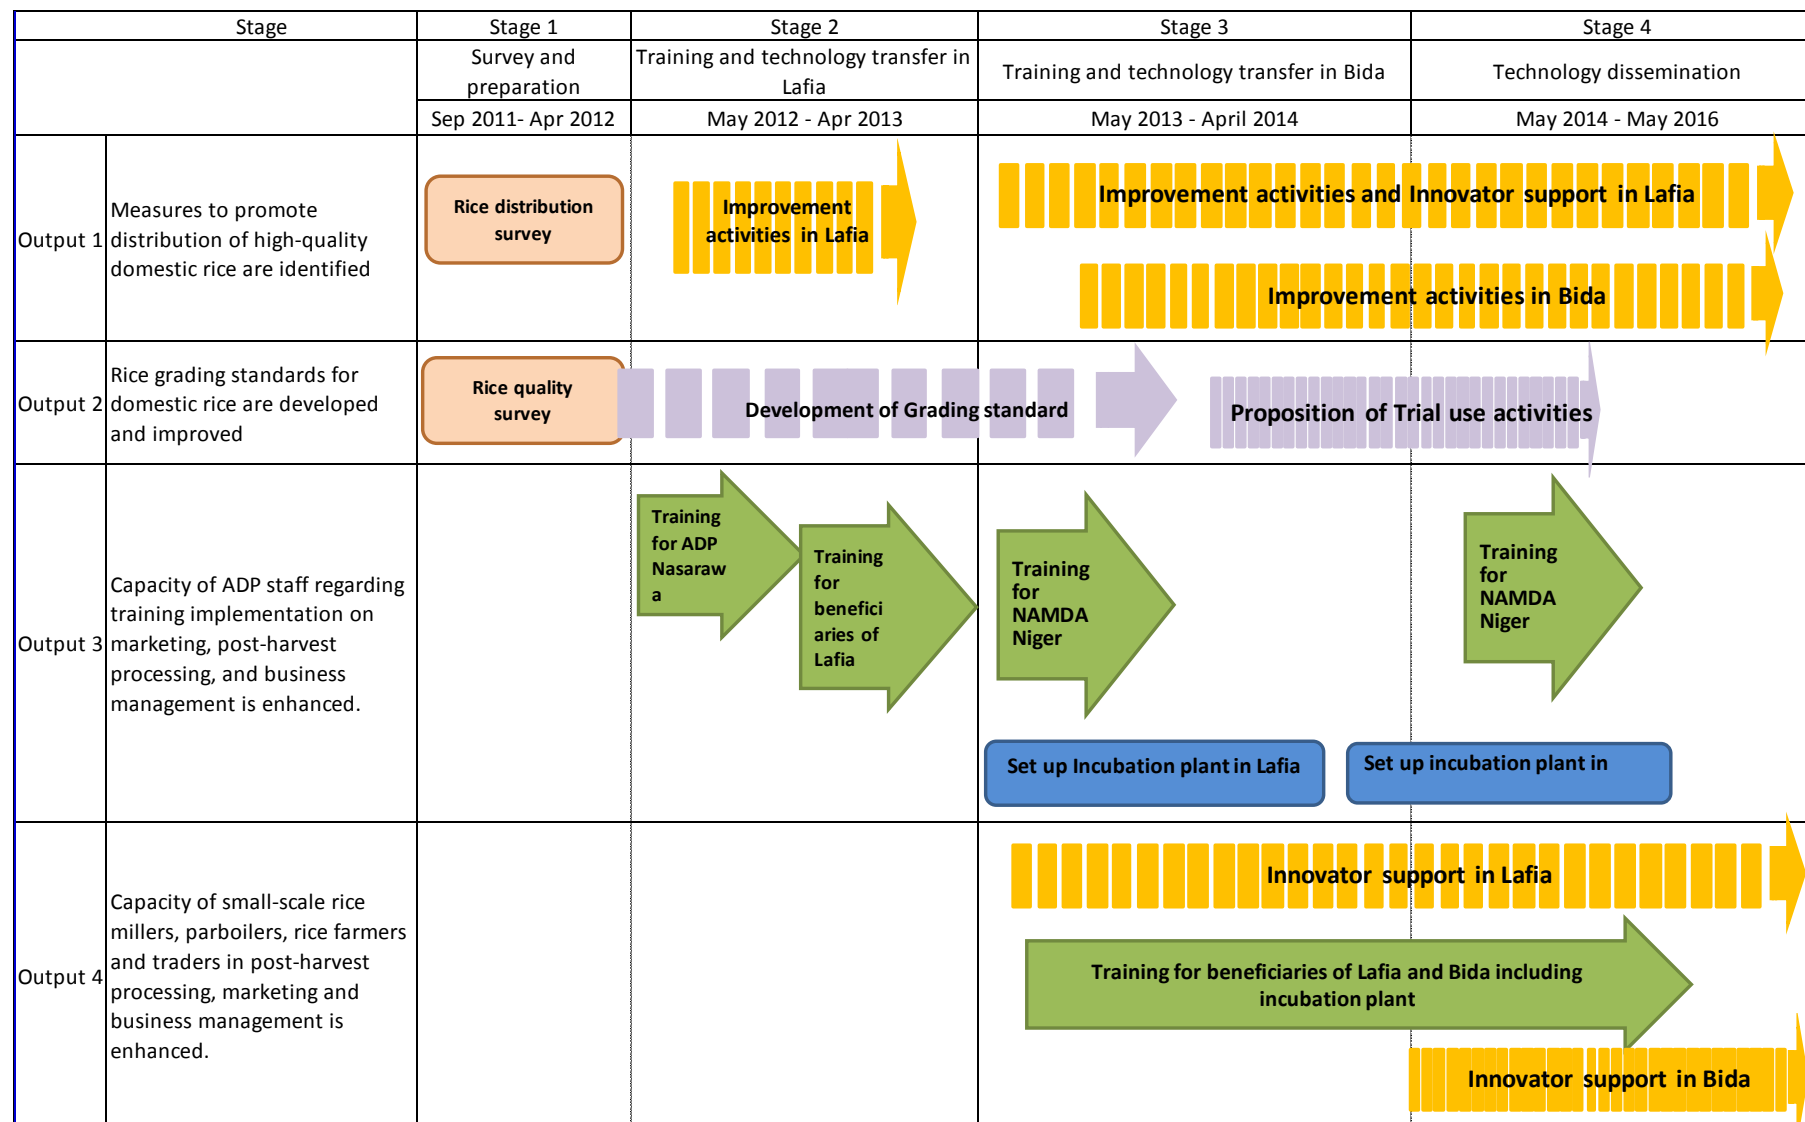 Stage
Stage 1
Stage 2
Stage 3
Stage 4
Survey and
preparation
Training and technology transfer in
Lafia
Training and technology transfer in Bida
Technology dissemination
Sep 2011- Apr 2012
May 2012 - Apr 2013
May 2013 - April 2014
May 2014 - May 2016
Output 1
Measures to promote
distribution of high-quality
domestic rice are identified
Rice distribution
survey
Improvement
activities in Lafia
Improvement activities and Innovator support in Lafia
Improvement activities in Bida
Output 2
Rice grading standards for
domestic rice are developed
and improved
Rice quality
survey
Development of Grading standard
Proposition of Trial use activities
Output 3
Capacity of ADP staff regarding
training implementation on
marketing, post-harvest
processing, and business
management is enhanced.
Training
for ADP
Nasaraw
a
Training
for
benefici
aries of
Lafia
Training
for
NAMDA
Niger
Training
for
NAMDA
Niger
Set up Incubation plant in Lafia
Set up incubation plant in
Output 4
Capacity of small-scale rice
millers, parboilers, rice farmers
and traders in post-harvest
processing, marketing and
business management is
enhanced.
Innovator support in Lafia
Training for beneficiaries of Lafia and Bida including
incubation plant
Innovator support in Bida